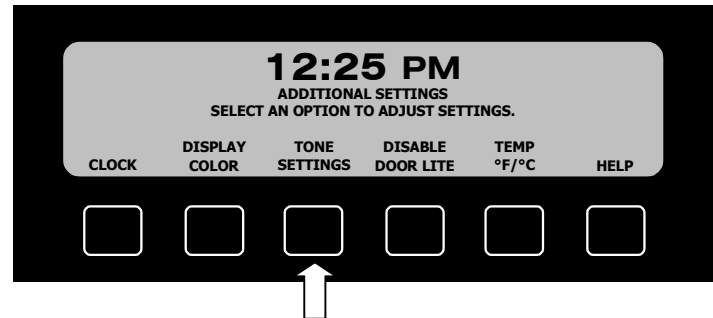 12:25 PM
ADDITIONAL SETTINGS
SELECT AN OPTION TO ADJUST SETTINGS.
CLOCK
DISPLAY
COLOR
TONE
SETTINGS
DISABLE
DOOR LITE
TEMP
°F/°C
HELP